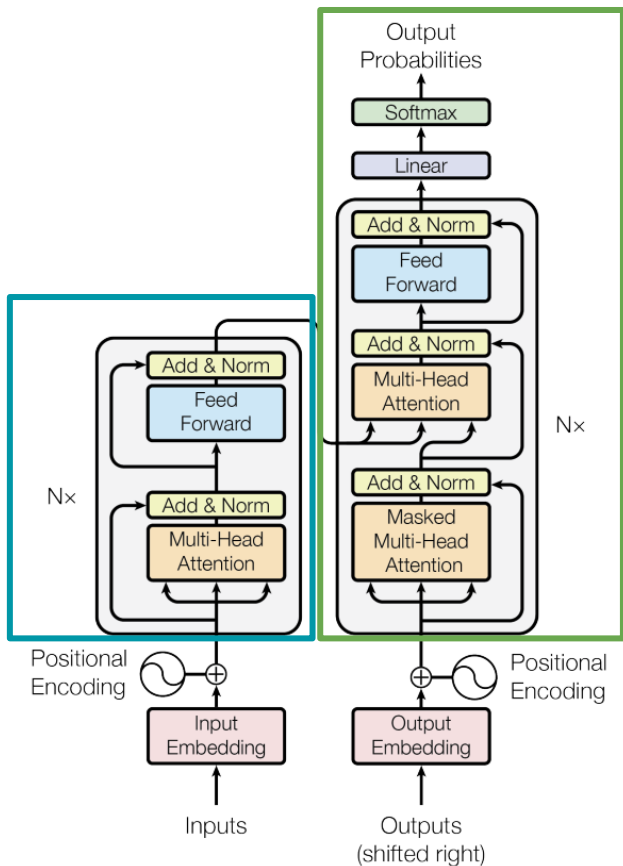 Output
Probabilities
Softmax
Linear
Add & Norm
Feed
Forward
Add & Norm
Multi-Head
Attention
Nx
Add & Norm
Masked
Multi-Head
Attention
Add & Norm
Feed
Forward
Nx
Add & Norm
Multi-Head
Attention
Positional
Encoding
Positional
Encoding
Input
Embedding
Output
Embedding
Inputs
Outputs
(shifted right)